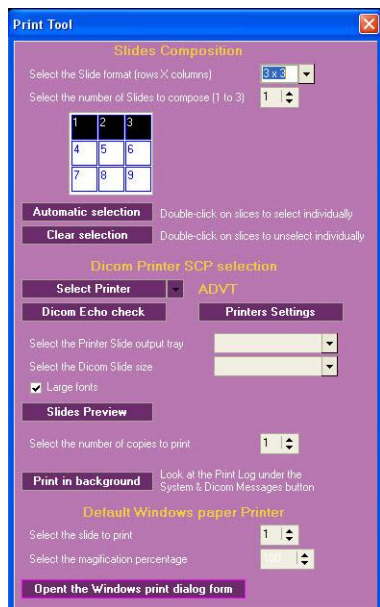 Print Tool
Slides Composition
Select the Slide format (rows X columns) 3 x 3
Select the number of Slides to compose (1 to 3) 1
1 2 3
4 5 6
7 8 9
Automatic selection Double-click on slices to select individually
Clear selection Double-click on slices to unselect individually
Dicom Printer SCP selection
Select Printer ADVT
Dicom Echo check Printers Settings
Select the Printer Slide output tray
Select the Dicom Slide size
Large fonts
Slides Preview
Select the number of copies to print 1
Print in background Look at the Print Log under the
System & Dicom Messages button
Default Windows paper Printer
Select the slide to print 1
Select the magification percentage 100
Opent the Windows print dialog form